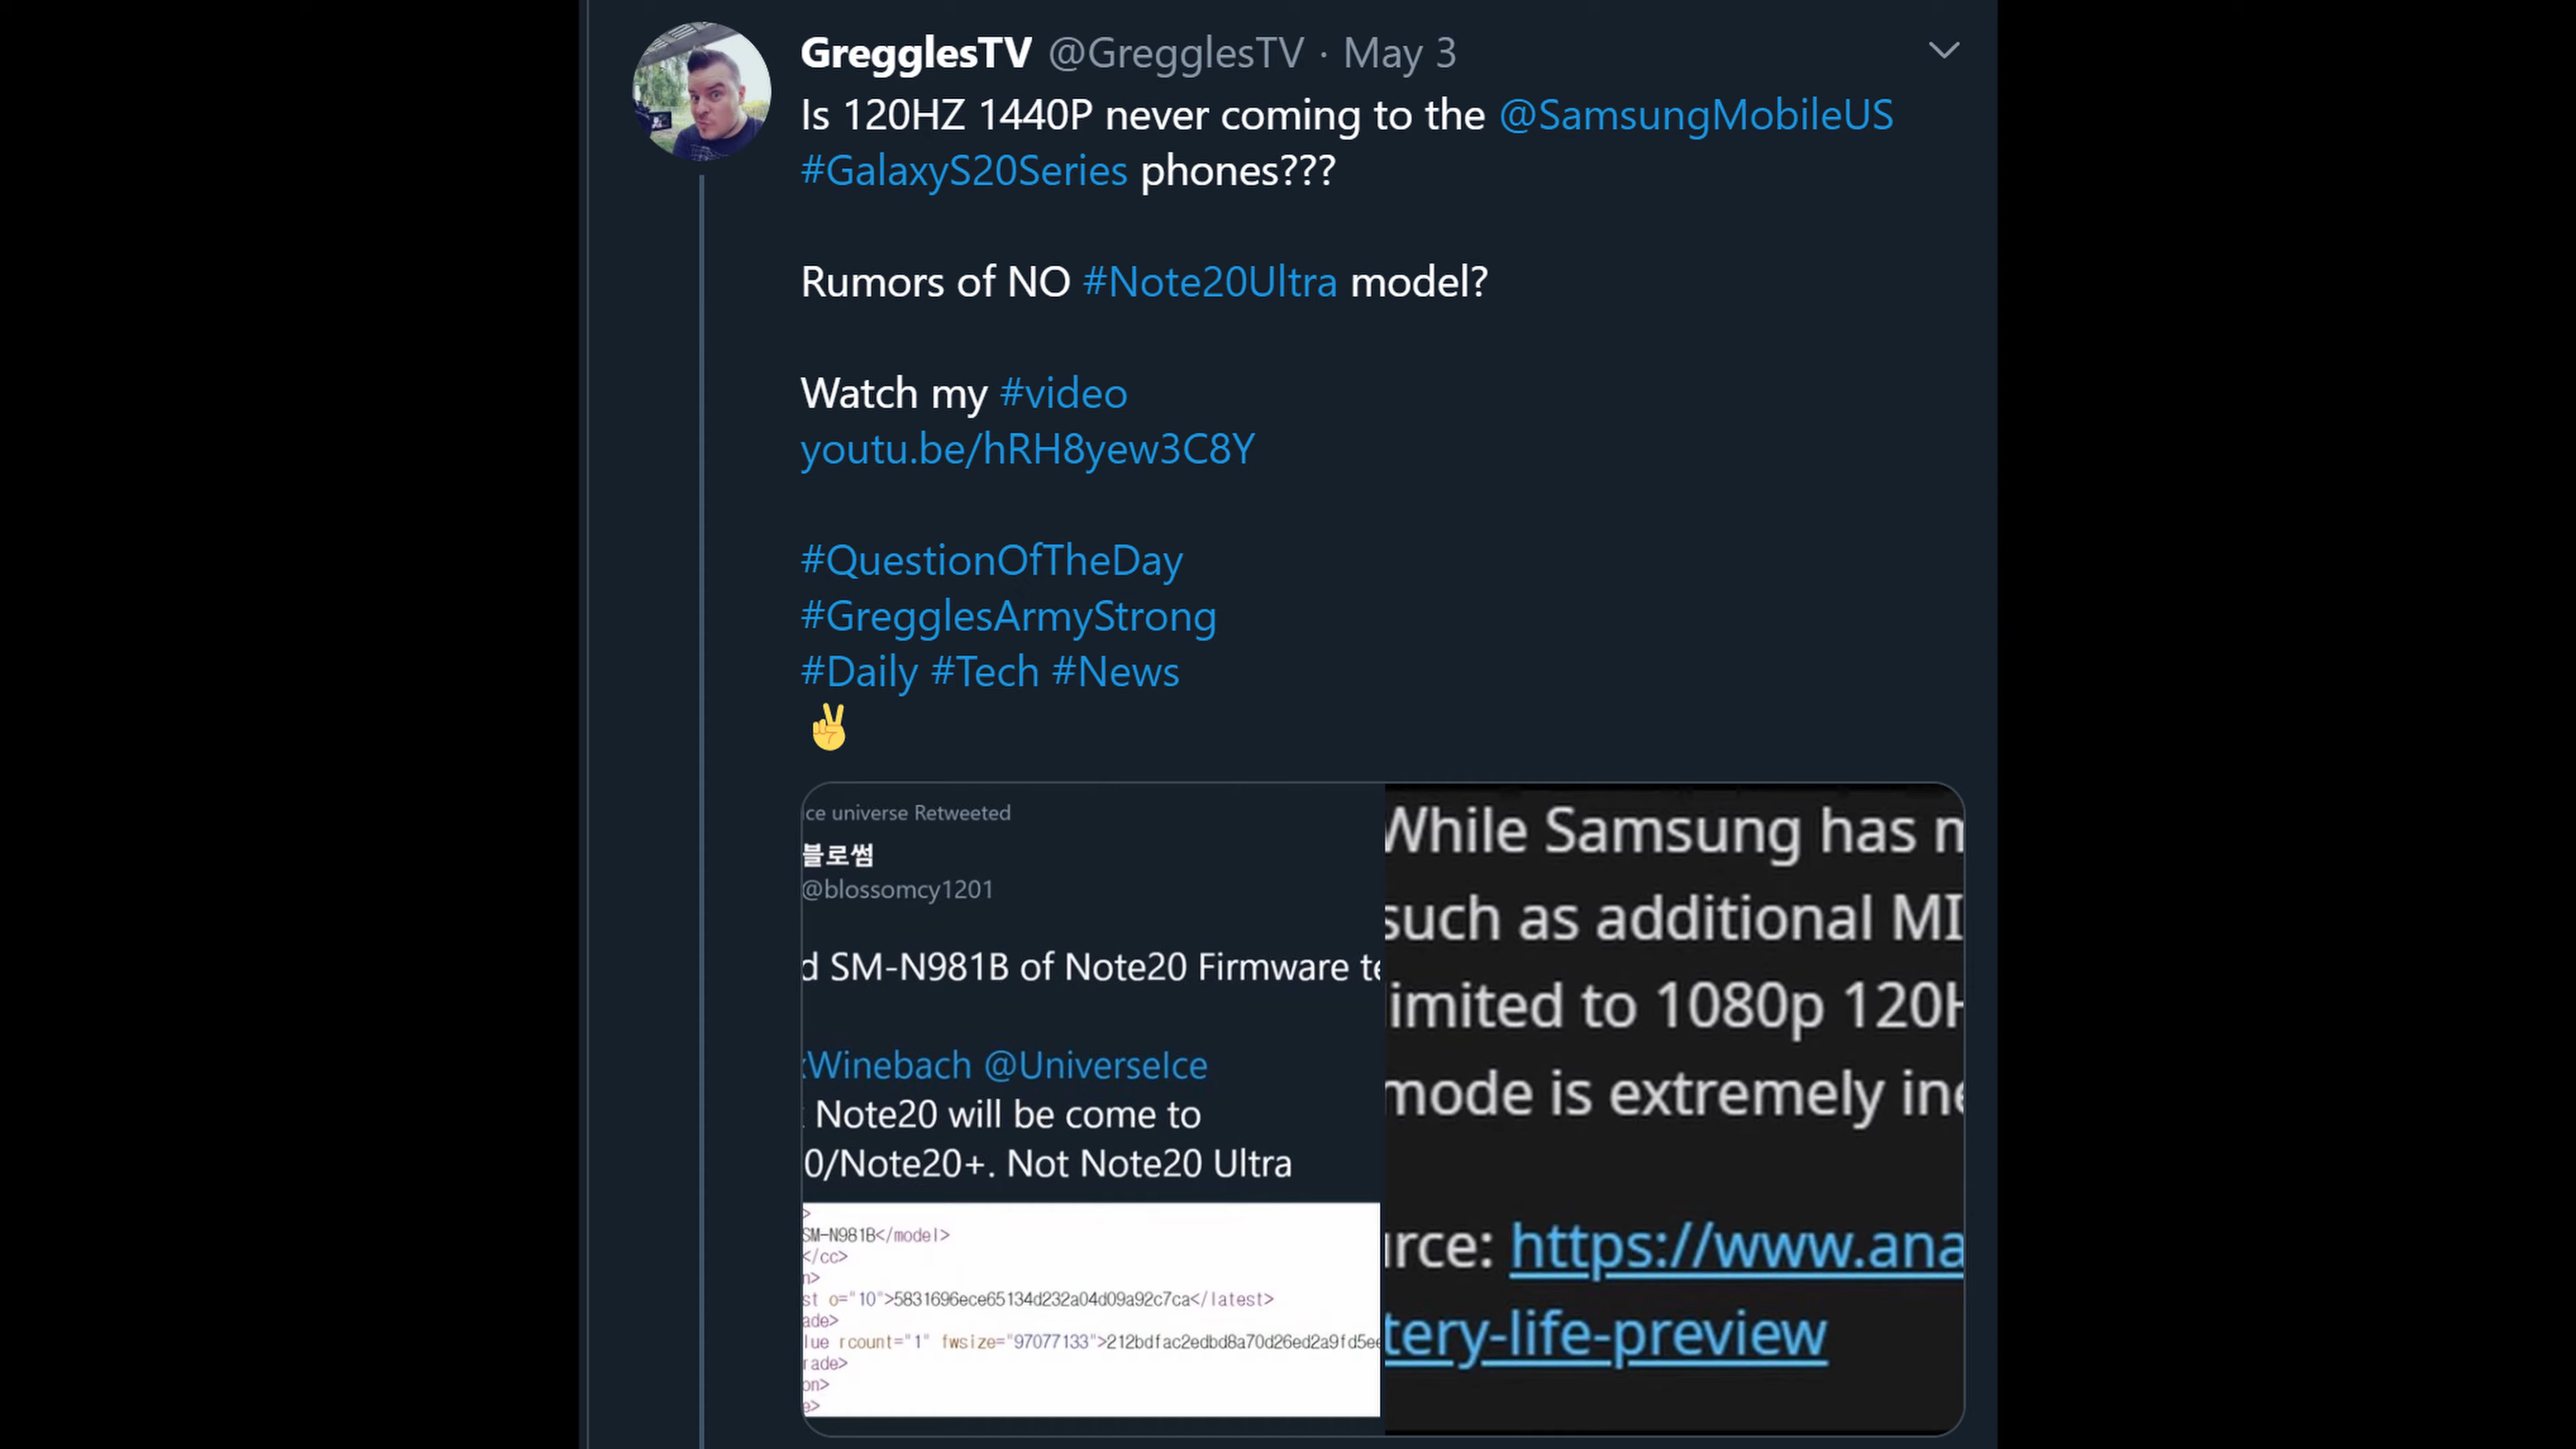 GregglesTV @GregglesTV · May 3
Is 120HZ 1440P never coming to the @SamsungMobileUS
#GalaxyS20Series phones???
Rumors of NO #Note20Ultra model?
Watch my #video
youtu.be/hRH8yew3C8Y
#QuestionOfTheDay
#GregglesArmyStrong
#Daily #Tech #News
✌
ce universe Retweeted
블로썸
@blossomcy1201
d SM-N981B of Note20 Firmware te
Winebach @UniverseIce
Note20 will be come to
0/Note20+. Not Note20 Ultra
>
SM-N981B</model>
</cc>
n>
st o="10">5831696ece65134d232a04d09a92c7ca</latest>
ade>
lue rcount="1" fwsize="97077133">212bdfac2edbd8a70d26ed2a9fd5ee
rade>
on>
e>
While Samsung has m
such as additional MI
imited to 1080p 120H
mode is extremely ine
urce: https://www.ana
tery-life-preview